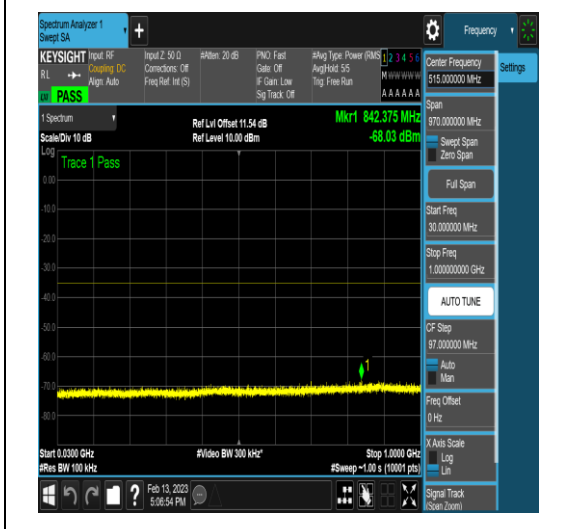 Spectrum Analyzer 1
Swept SA
+
Frequency
KEYSIGHT
RL
Input: RF
Coupling: DC
Align: Auto
Input Z: 50 Ω
Corrections: Off
Freq Ref: Int (S)
#Atten: 20 dB
PNO: Fast
Gate: Off
IF Gain: Low
Sig Track: Off
#Avg Type: Power (RMS)
Avg|Hold: 5/5
Trig: Free Run
1 2 3 4 5 6
M W W W W W
A A A A A A
PASS
1 Spectrum
Scale/Div 10 dB
Ref Lvl Offset 11.54 dB
Ref Level 10.00 dBm
Mkr1 842.375 MHz
-68.03 dBm
Log
Trace 1 Pass
0.00
-10.0
-20.0
-30.0
-40.0
-50.0
-60.0
-70.0
-80.0
1
Start 0.0300 GHz
#Res BW 100 kHz
#Video BW 300 kHz*
Stop 1.0000 GHz
#Sweep ~1.00 s (10001 pts)
?
Feb 13, 2023
5:06:54 PM
Center Frequency
515.000000 MHz
Span
970.000000 MHz
Swept Span
Zero Span
Full Span
Start Freq
30.000000 MHz
Stop Freq
1.000000000 GHz
AUTO TUNE
CF Step
97.000000 MHz
Auto
Man
Freq Offset
0 Hz
X Axis Scale
Log
Lin
Signal Track
(Span Zoom)
Settings